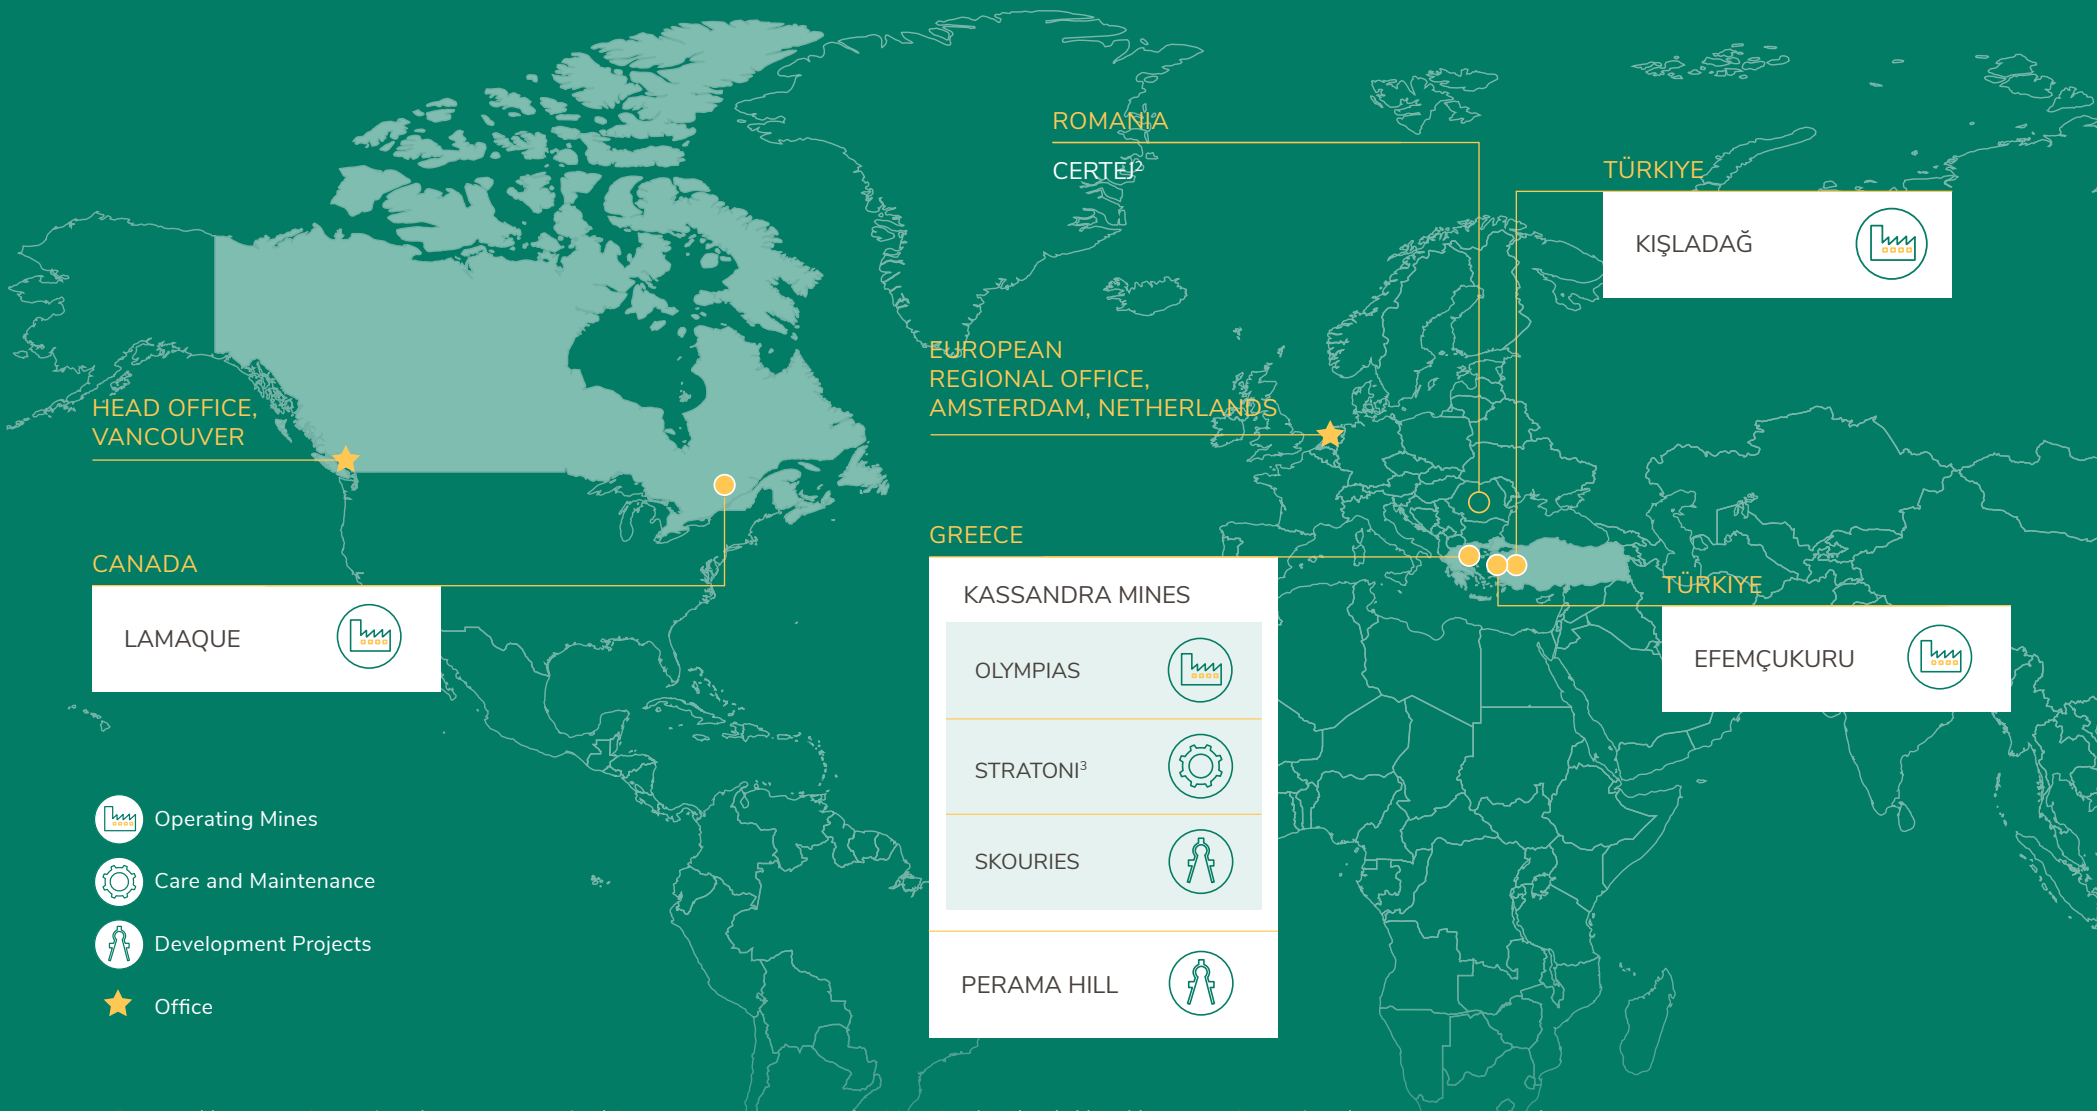 ROMANIA
CERTEJ²
TÜRKIYE
KIŞLADAĞ
EUROPEAN
REGIONAL OFFICE,
AMSTERDAM, NETHERLANDS
HEAD OFFICE,
VANCOUVER
CANADA
LAMAQUE
GREECE
KASSANDRA MINES
OLYMPIAS
STRATONI³
SKOURIES
PERAMA HILL
TÜRKIYE
EFEMÇUKURU
Operating Mines
Care and Maintenance
Development Projects
Office